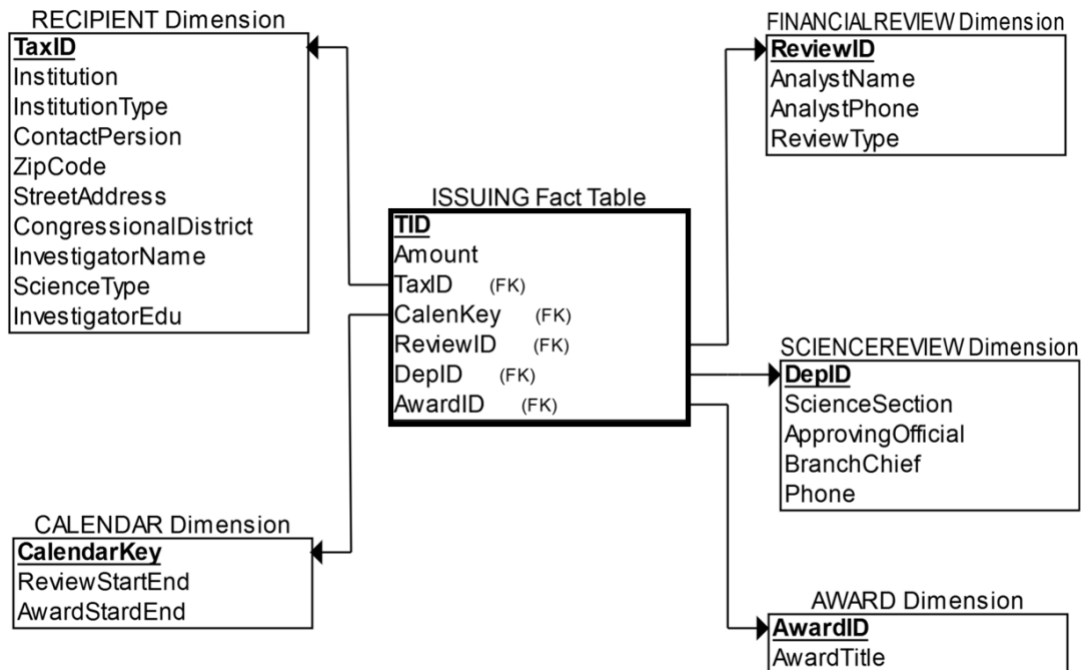 RECIPIENT Dimension
TaxID
Institution
InstitutionType
ContactPersion
ZipCode
StreetAddress
CongressionalDistrict
InvestigatorName
ScienceType
InvestigatorEdu
FINANCIALREVIEW Dimension
ReviewID
AnalystName
AnalystPhone
ReviewType
ISSUING Fact Table
TID
Amount
TaxID (FK)
CalenKey (FK)
ReviewID (FK)
DepID (FK)
AwardID (FK)
SCIENCEREVIEW Dimension
DepID
ScienceSection
ApprovingOfficial
BranchChief
Phone
CALENDAR Dimension
CalendarKey
ReviewStartEnd
AwardStardEnd
AWARD Dimension
AwardID
AwardTitle